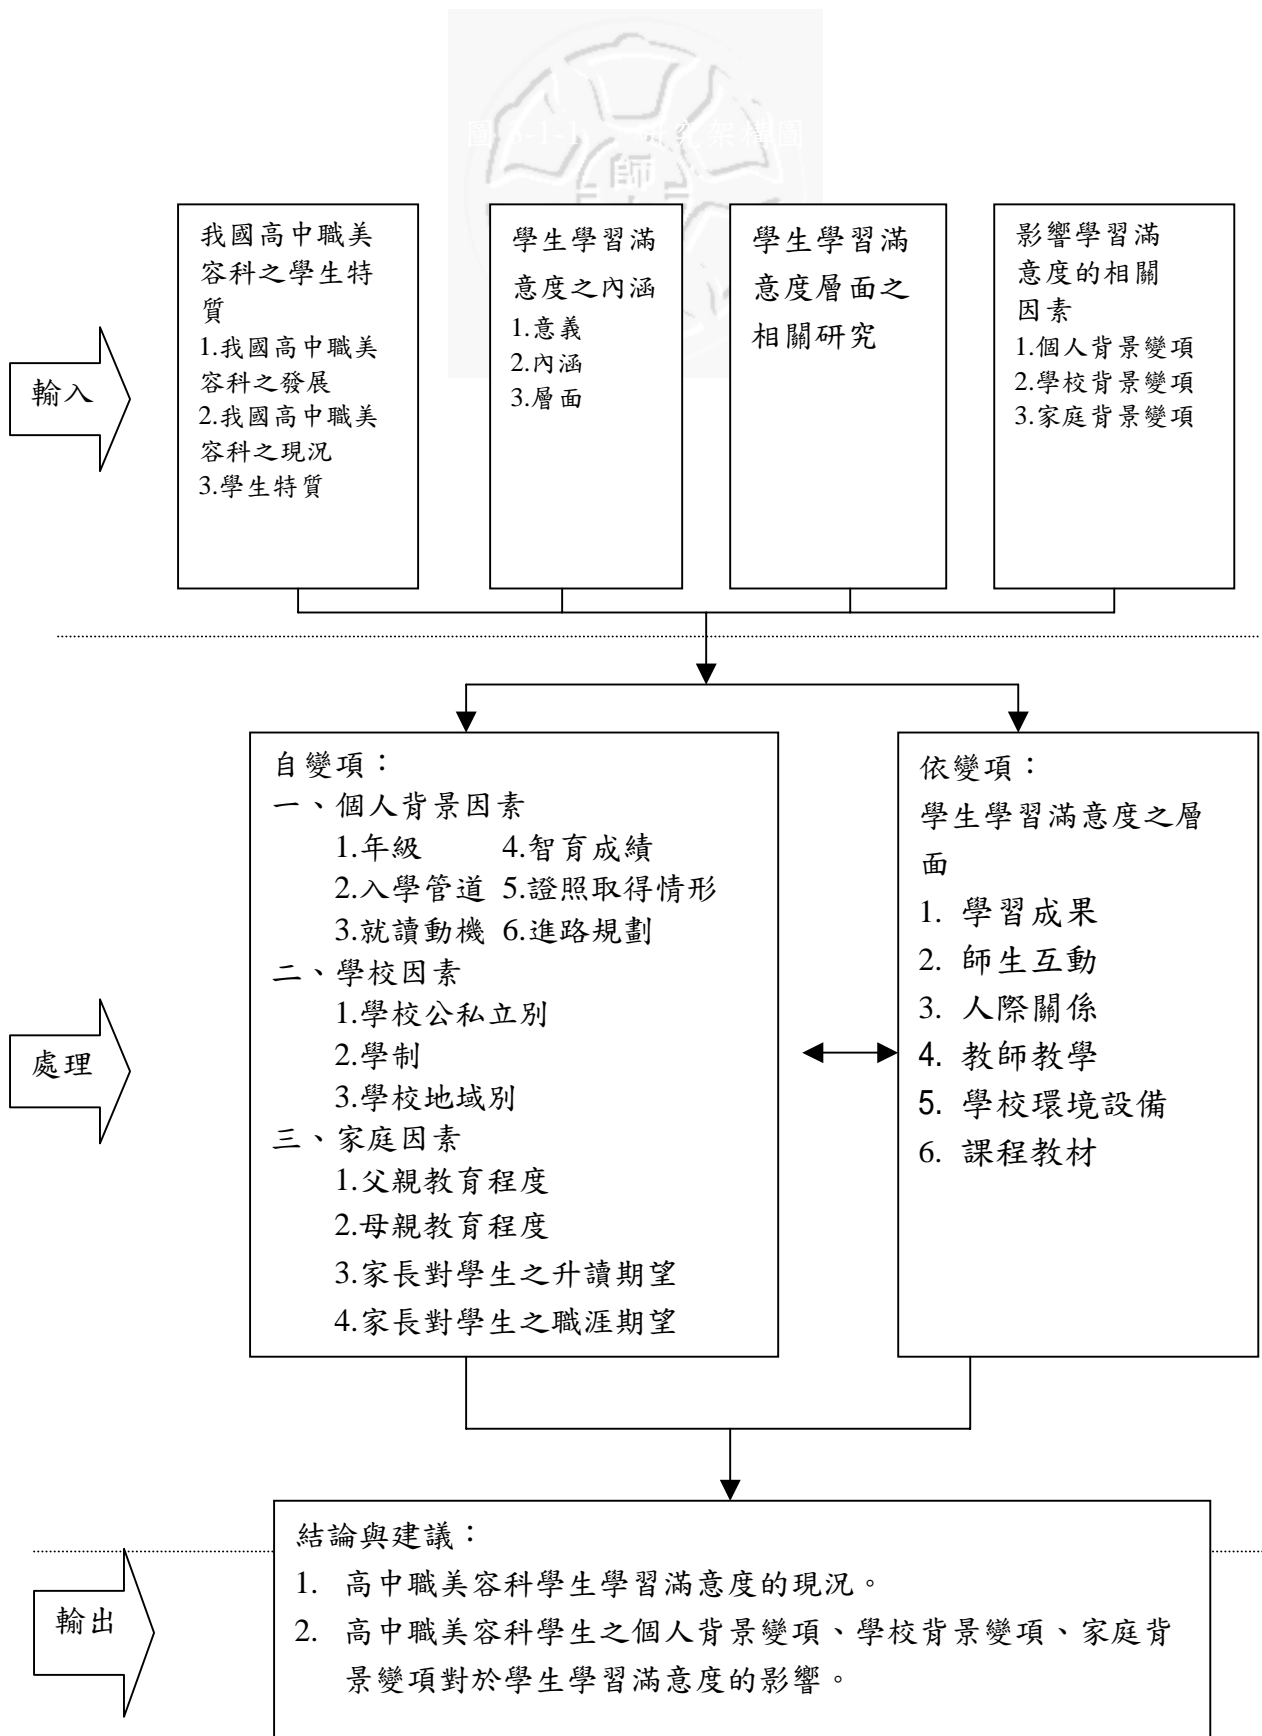 圖 3-1-1 研究架構圖
師
輸入
我國高中職美
容科之學生特
質
1.我國高中職美
容科之發展
2.我國高中職美
容科之現況
3.學生特質
學生學習滿
意度之內涵
1.意義
2.內涵
3.層面
學生學習滿
意度層面之
相關研究
影響學習滿
意度的相關
因素
1.個人背景變項
2.學校背景變項
3.家庭背景變項
處理
自變項：
一、個人背景因素
1.年級 4.智育成績
2.入學管道 5.證照取得情形
3.就讀動機 6.進路規劃
二、學校因素
1.學校公私立別
2.學制
3.學校地域別
三、家庭因素
1.父親教育程度
2.母親教育程度
3.家長對學生之升讀期望
4.家長對學生之職涯期望
依變項：
學生學習滿意度之層
面
1. 學習成果
2. 師生互動
3. 人際關係
4. 教師教學
5. 學校環境設備
6. 課程教材
輸出
結論與建議：
1. 高中職美容科學生學習滿意度的現況。
2. 高中職美容科學生之個人背景變項、學校背景變項、家庭背
景變項對於學生學習滿意度的影響。